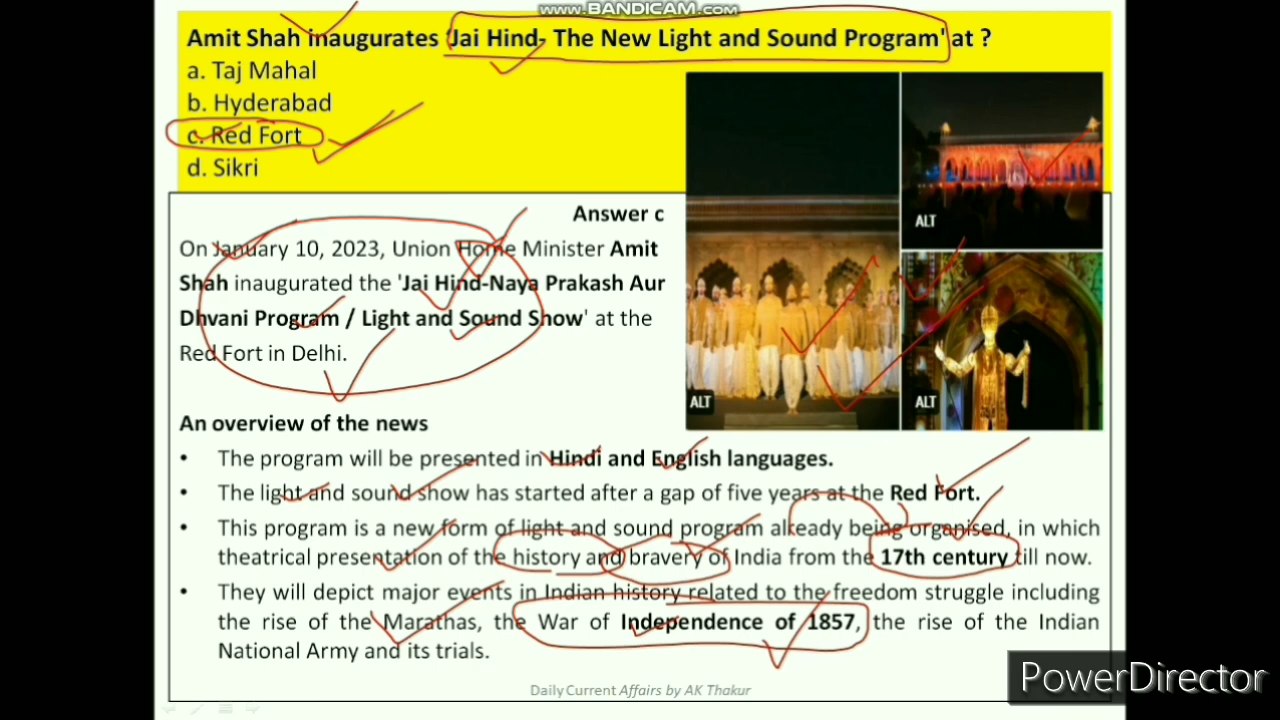 www.BANDICAM.com
Amit Shah inaugurates 'Jai Hind- The New Light and Sound Program' at ?
a. Taj Mahal
b. Hyderabad
c. Red Fort
d. Sikri
Answer c
On January 10, 2023, Union Home Minister Amit
Shah inaugurated the 'Jai Hind-Naya Prakash Aur
Dhvani Program / Light and Sound Show' at the
Red Fort in Delhi.
ALT
ALT
ALT
An overview of the news
• The program will be presented in Hindi and English languages.
• The light and sound show has started after a gap of five years at the Red Fort.
• This program is a new form of light and sound program already being organised, in which
theatrical presentation of the history and bravery of India from the 17th century till now.
• They will depict major events in Indian history related to the freedom struggle including
the rise of the Marathas, the War of Independence of 1857, the rise of the Indian
National Army and its trials.
Daily Current Affairs by AK Thakur
PowerDirector